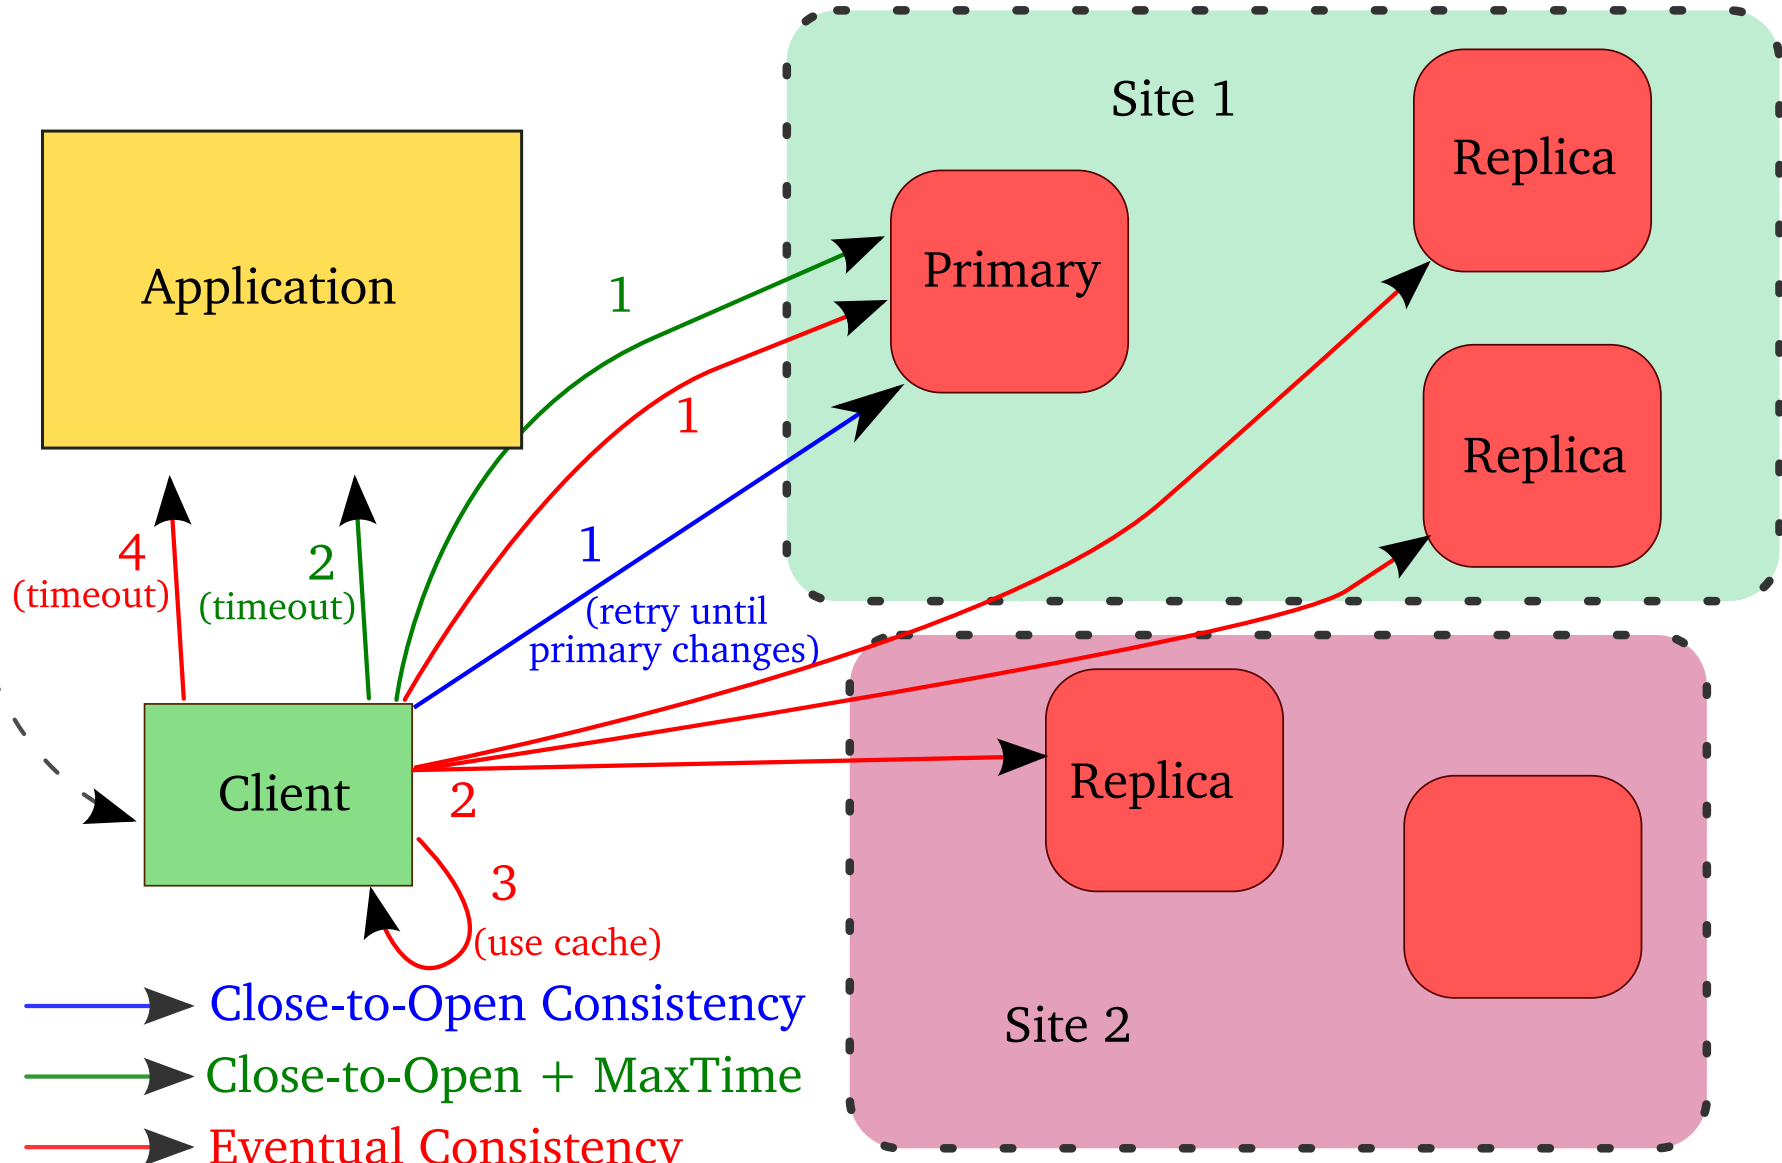 Site 1
Replica
Primary
Application
1
1
Replica
1
(retry until
primary changes)
4
(timeout)
2
(timeout)
Client
2
3
(use cache)
Replica
Site 2
Close-to-Open Consistency
Close-to-Open + MaxTime
Eventual Consistency